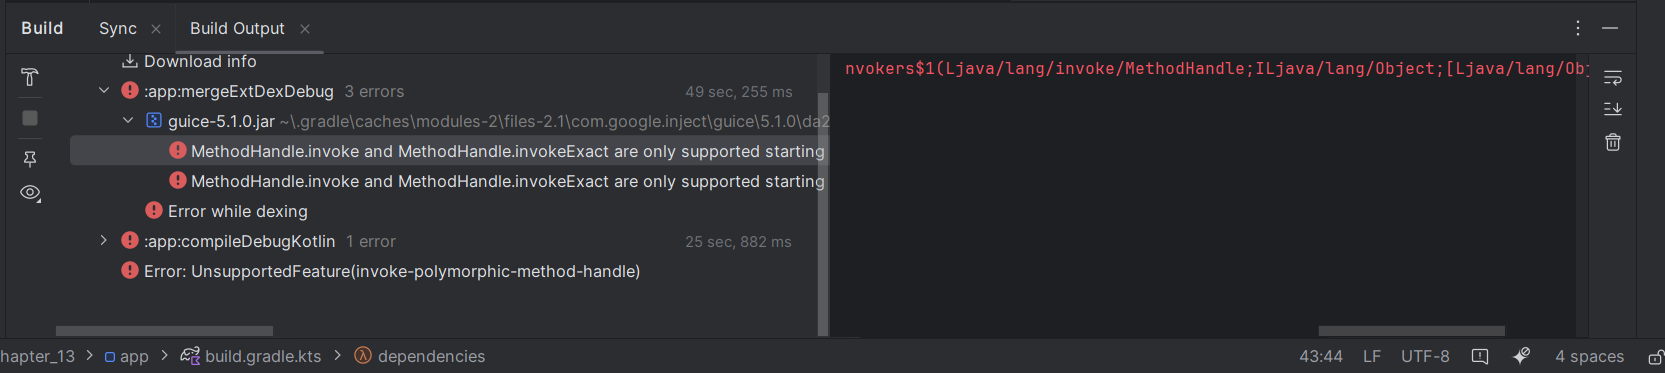 Build Sync Build Output
nvokers$1(Ljava/lang/invoke/MethodHandle;ILjava/lang/Object;[Ljava/lang/Obj
Download info
:app:mergeExtDexDebug 3 errors 49 sec, 255 ms
guice-5.1.0.jar ~\.gradle\caches\modules-2\files-2.1\com.google.inject\guice\5.1.0\da2
MethodHandle.invoke and MethodHandle.invokeExact are only supported starting
MethodHandle.invoke and MethodHandle.invokeExact are only supported starting
Error while dexing
:app:compileDebugKotlin 1 error 25 sec, 882 ms
Error: UnsupportedFeature(invoke-polymorphic-method-handle)
hapter_13 app build.gradle.kts dependencies 43:44 LF UTF-8 4 spaces